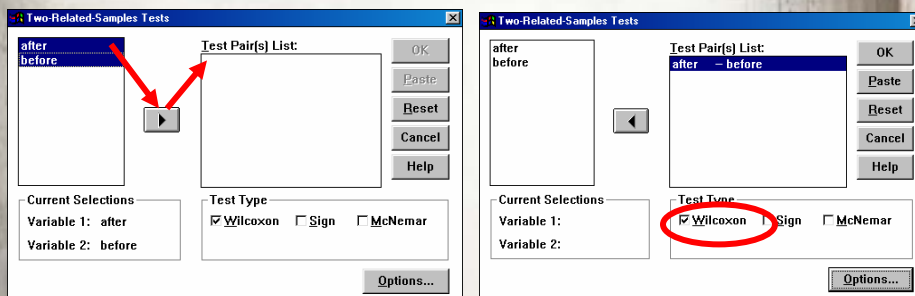 Two-Related-Samples Tests
after
before
Test Pair(s) List:
OK
Paste
Reset
Cancel
Help
Current Selections
Variable 1: after
Variable 2: before
Test Type
Wilcoxon Sign McNemar
Options...
Two-Related-Samples Tests
after
before
Test Pair(s) List:
after – before
OK
Paste
Reset
Cancel
Help
Current Selections
Variable 1:
Variable 2:
Test Type
Wilcoxon Sign McNemar
Options...